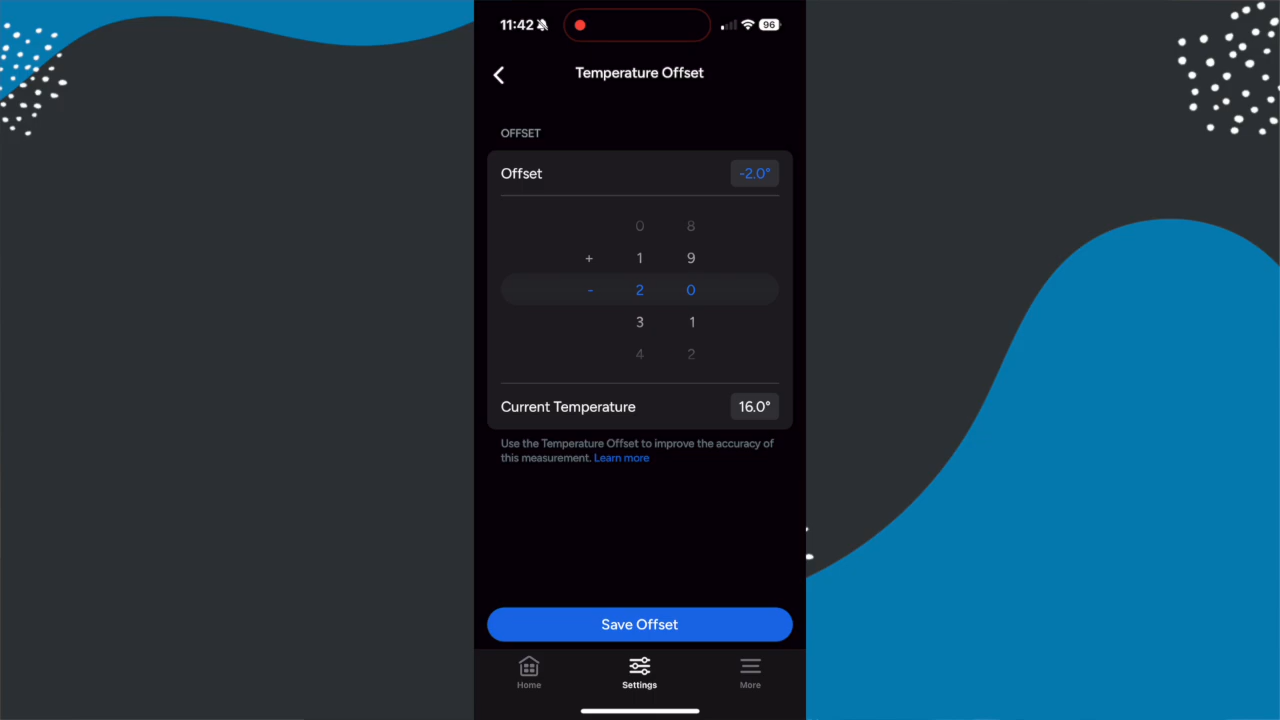 11:42
96
Temperature Offset
OFFSET
Offset -2.0°
0 8
+ 1 9
- 2 0
3 1
4 2
Current Temperature 16.0°
Use the Temperature Offset to improve the accuracy of
this measurement. Learn more
Save Offset
Home Settings More